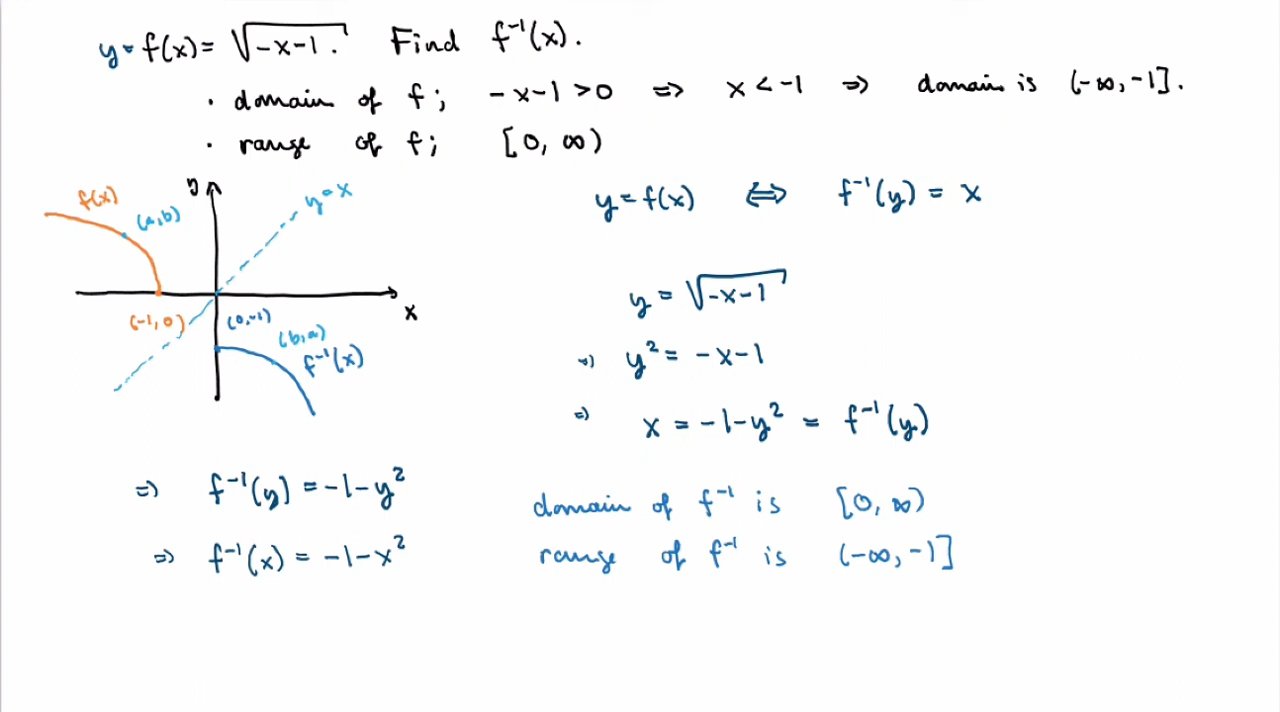 y = f(x) = √(-x-1). Find f⁻¹(x).
· domain of f; -x-1 > 0 ⇒ x < -1 ⇒ domain is (-∞, -1].
· range of f; [0, ∞)
y
f(x)
(a,b)
y=x
x
(-1, 0)
(0,-1)
(b,a)
f⁻¹(x)
y = f(x) ⇔ f⁻¹(y) = x
y = √(-x-1)
⇒ y² = -x-1
⇒ x = -1-y² = f⁻¹(y)
⇒ f⁻¹(y) = -1-y²
⇒ f⁻¹(x) = -1-x²
domain of f⁻¹ is [0, ∞)
range of f⁻¹ is (-∞, -1]